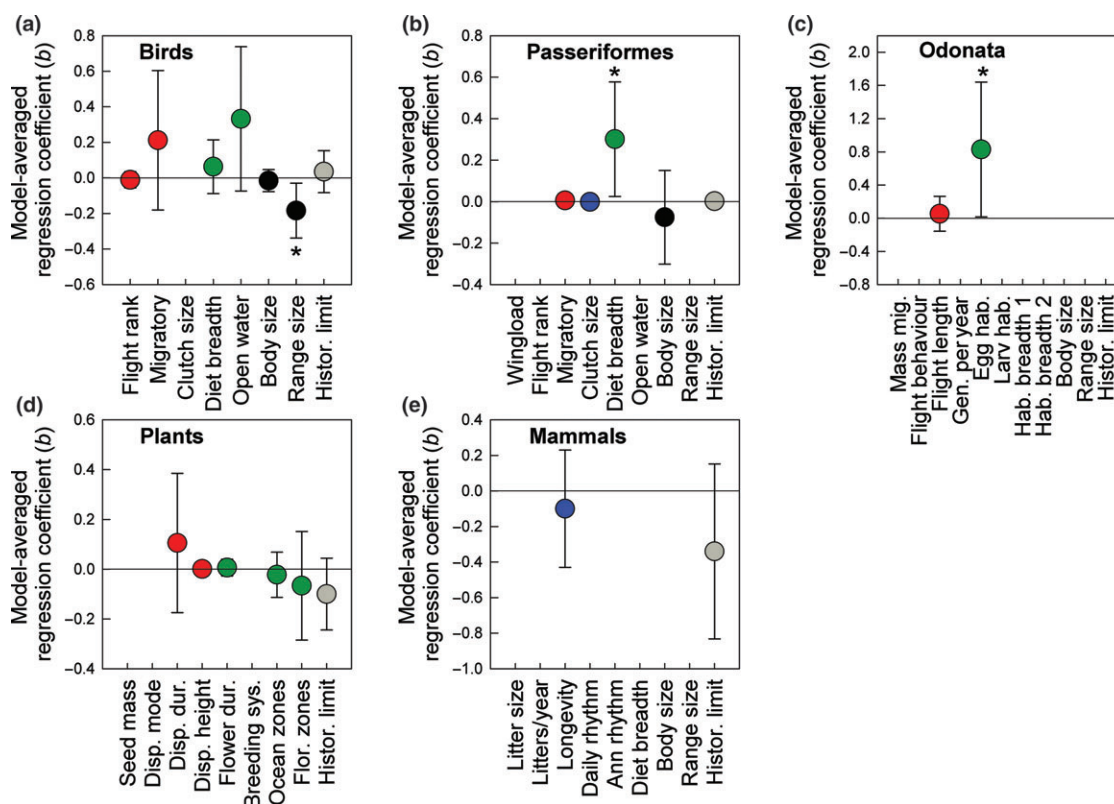 (a)
Birds
Model-averaged
regression coefficient (b)
0.8
0.6
0.4
0.2
0.0
−0.2
−0.4
−0.6
*
Flight rank
Migratory
Clutch size
Diet breadth
Open water
Body size
Range size
Histor. limit
(b)
Passeriformes
Model-averaged
regression coefficient (b)
0.8
0.6
0.4
0.2
0.0
−0.2
−0.4
*
Wingload
Flight rank
Migratory
Clutch size
Diet breadth
Open water
Body size
Range size
Histor. limit
(c)
Odonata
Model-averaged
regression coefficient (b)
2.0
1.6
1.2
0.8
0.4
0.0
−0.4
−0.8
*
Mass mig.
Flight behaviour
Flight length
Gen. per year
Egg hab.
Larv hab.
Hab. breadth 1
Hab. breadth 2
Body size
Range size
Histor. limit
(d)
Plants
Model-averaged
regression coefficient (b)
0.6
0.4
0.2
0.0
−0.2
−0.4
Seed mass
Disp. mode
Disp. dur.
Disp. height
Flower dur.
Breeding sys.
Ocean zones
Flor. zones
Histor. limit
(e)
Mammals
Model-averaged
regression coefficient (b)
0.4
0.2
0.0
−0.2
−0.4
−0.6
−0.8
−1.0
Litter size
Litters/year
Longevity
Daily rhythm
Ann rhythm
Diet breadth
Body size
Range size
Histor. limit